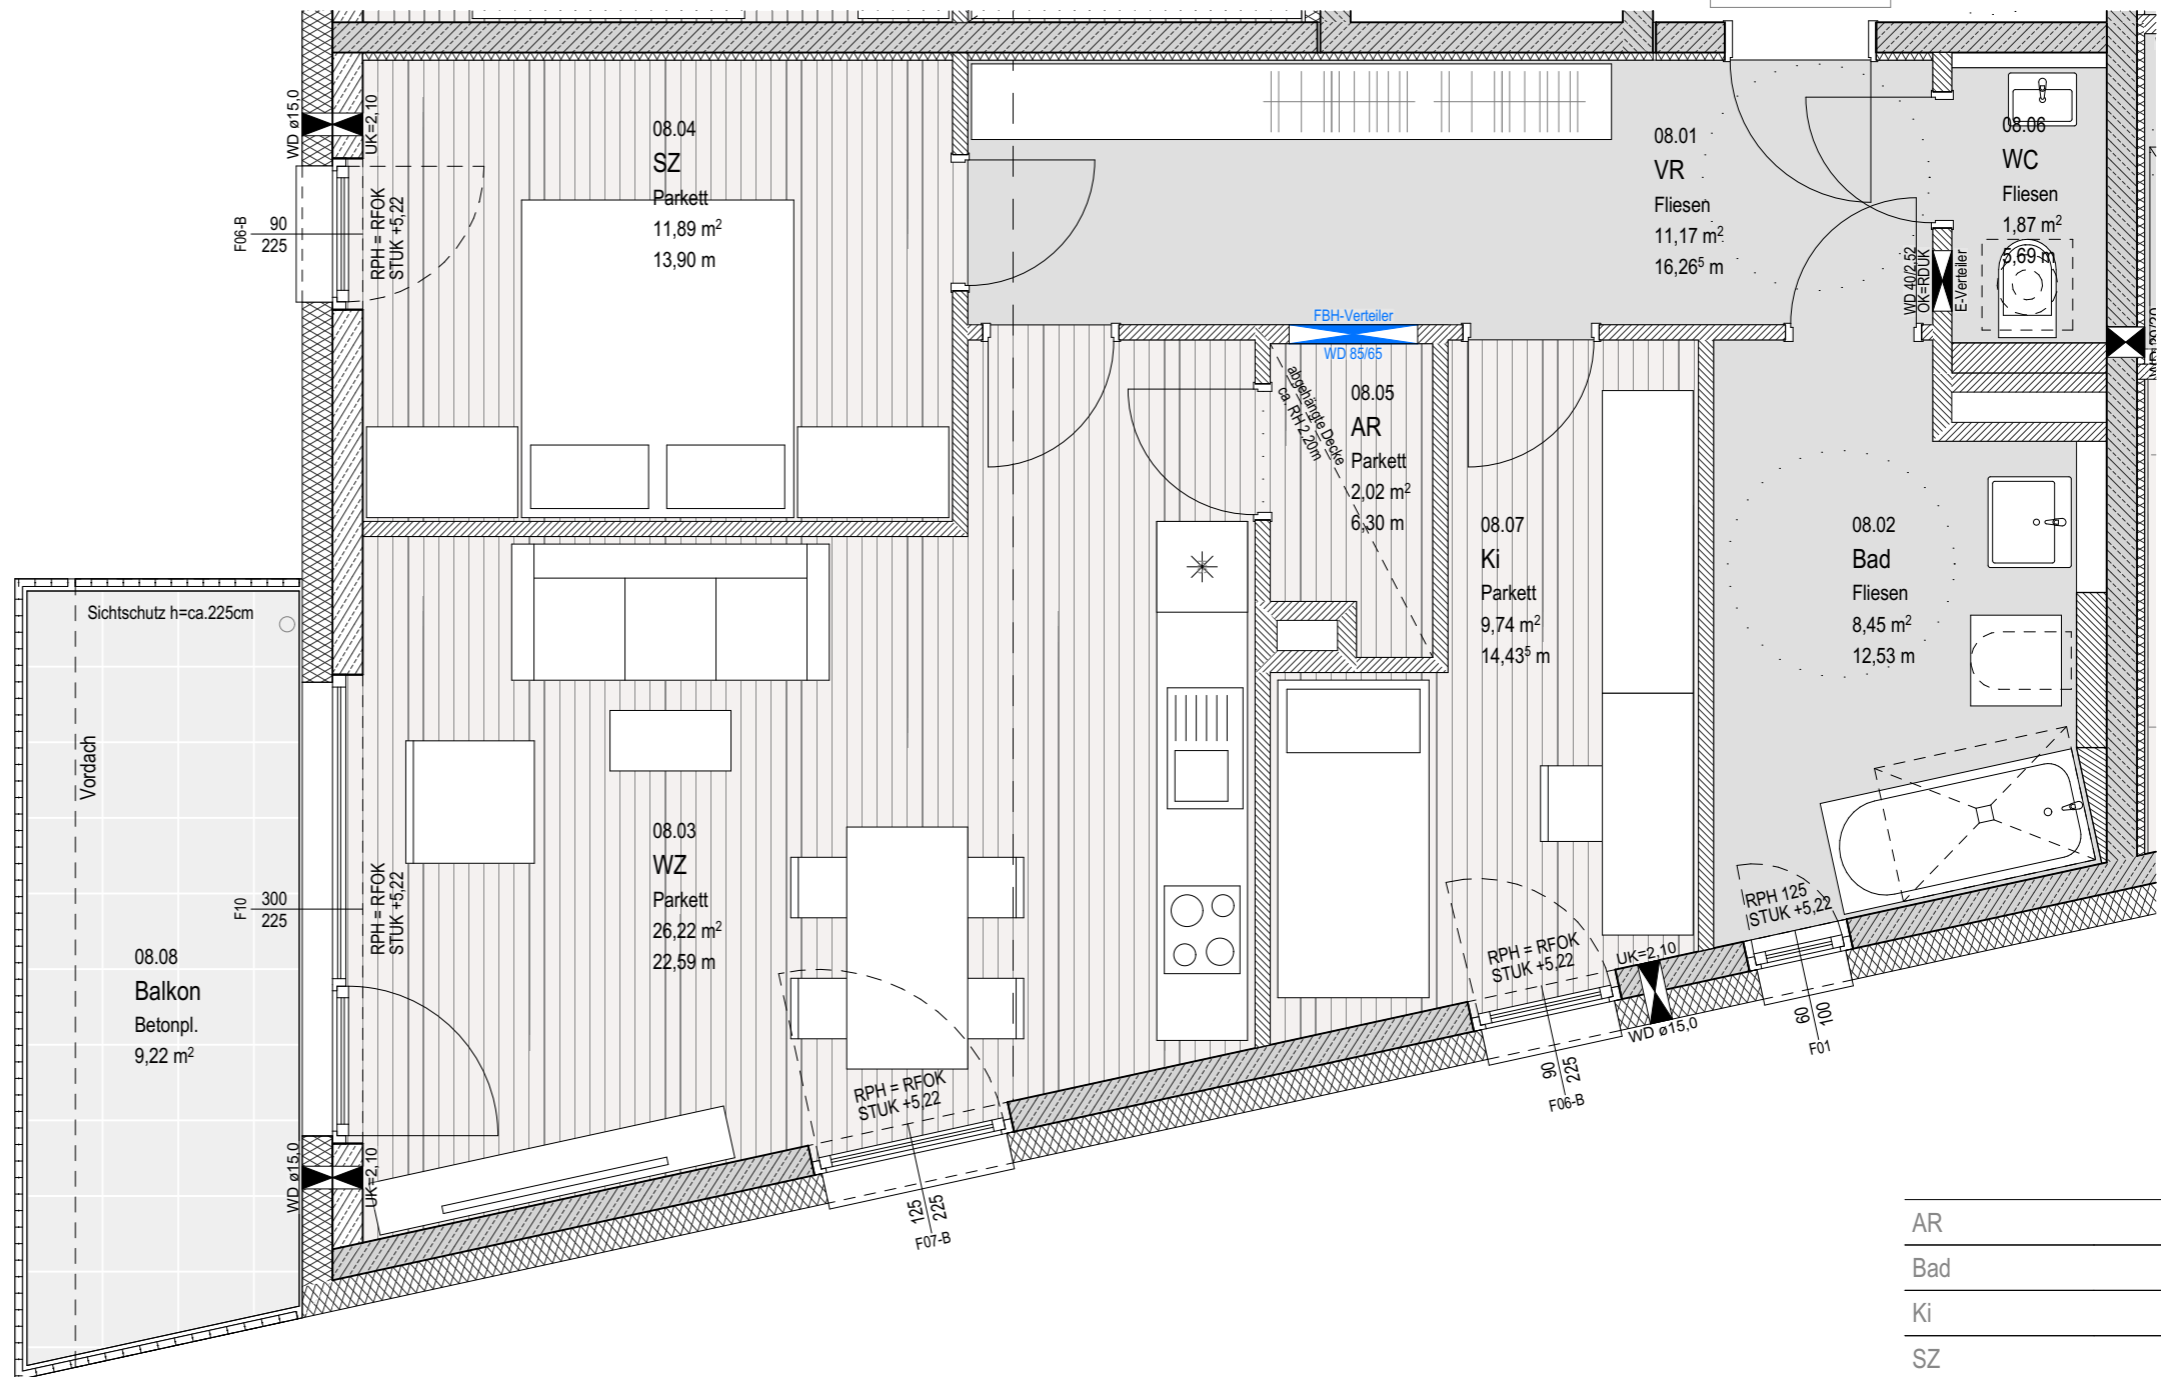 WD ø15,0
UK=2,10
F06-B
90
225
RPH = RFOK
STUK +5,22
08.04
SZ
Parkett
11,89 m²
13,90 m
08.01
VR
Fliesen
11,17 m²
16,26⁵ m
08.06
WC
Fliesen
1,87 m²
5,69 m
WD 40/2,52
OK=RDUK
E-Verteiler
FBH-Verteiler
WD 85/65
abgehängte Decke
ca. RH 2,20m
08.05
AR
Parkett
2,02 m²
6,30 m
08.07
Ki
Parkett
9,74 m²
14,43⁵ m
08.02
Bad
Fliesen
8,45 m²
12,53 m
Sichtschutz h=ca.225cm
Vordach
08.03
WZ
Parkett
26,22 m²
22,59 m
F10
300
225
RPH = RFOK
STUK +5,22
08.08
Balkon
Betonpl.
9,22 m²
RPH 125
STUK +5,22
RPH = RFOK
STUK +5,22
UK=2,10
WD ø15,0
60
100
F01
90
225
F06-B
RPH = RFOK
STUK +5,22
125
225
F07-B
WD ø15,0
UK=2,10
AR
Bad
Ki
SZ